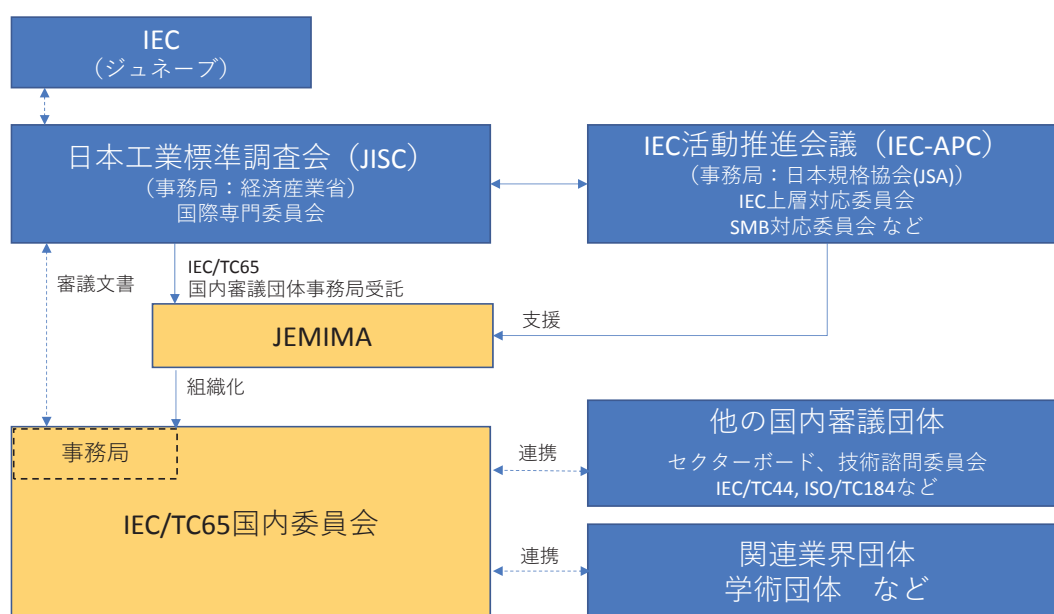 IEC
（ジュネーブ）
日本工業標準調査会（JISC）
（事務局：経済産業省）
国際専門委員会
IEC活動推進会議（IEC-APC）
（事務局：日本規格協会(JSA)）
IEC上層対応委員会
SMB対応委員会 など
審議文書
IEC/TC65
国内審議団体事務局受託
JEMIMA
支援
組織化
事務局
IEC/TC65国内委員会
連携
他の国内審議団体
セクターボード、技術諮問委員会
IEC/TC44, ISO/TC184など
連携
関連業界団体
学術団体　など